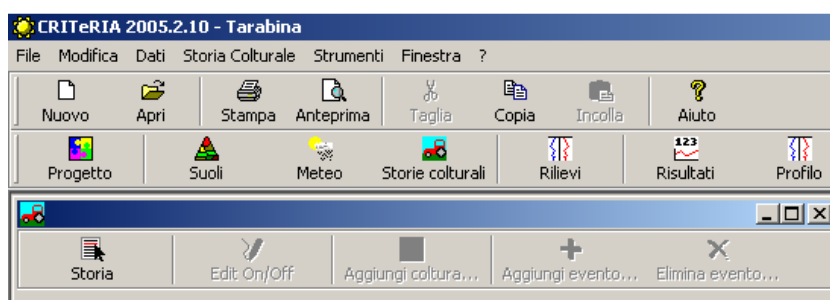 CRITeRIA 2005.2.10 - Tarabina
File Modifica Dati Storia Colturale Strumenti Finestra ?
Nuovo Apri Stampa Anteprima Taglia Copia Incolla Aiuto
123
Progetto Suoli Meteo Storie colturali Rilievi Risultati Profilo
Storia Edit On/Off Aggiungi coltura... Aggiungi evento... Elimina evento...